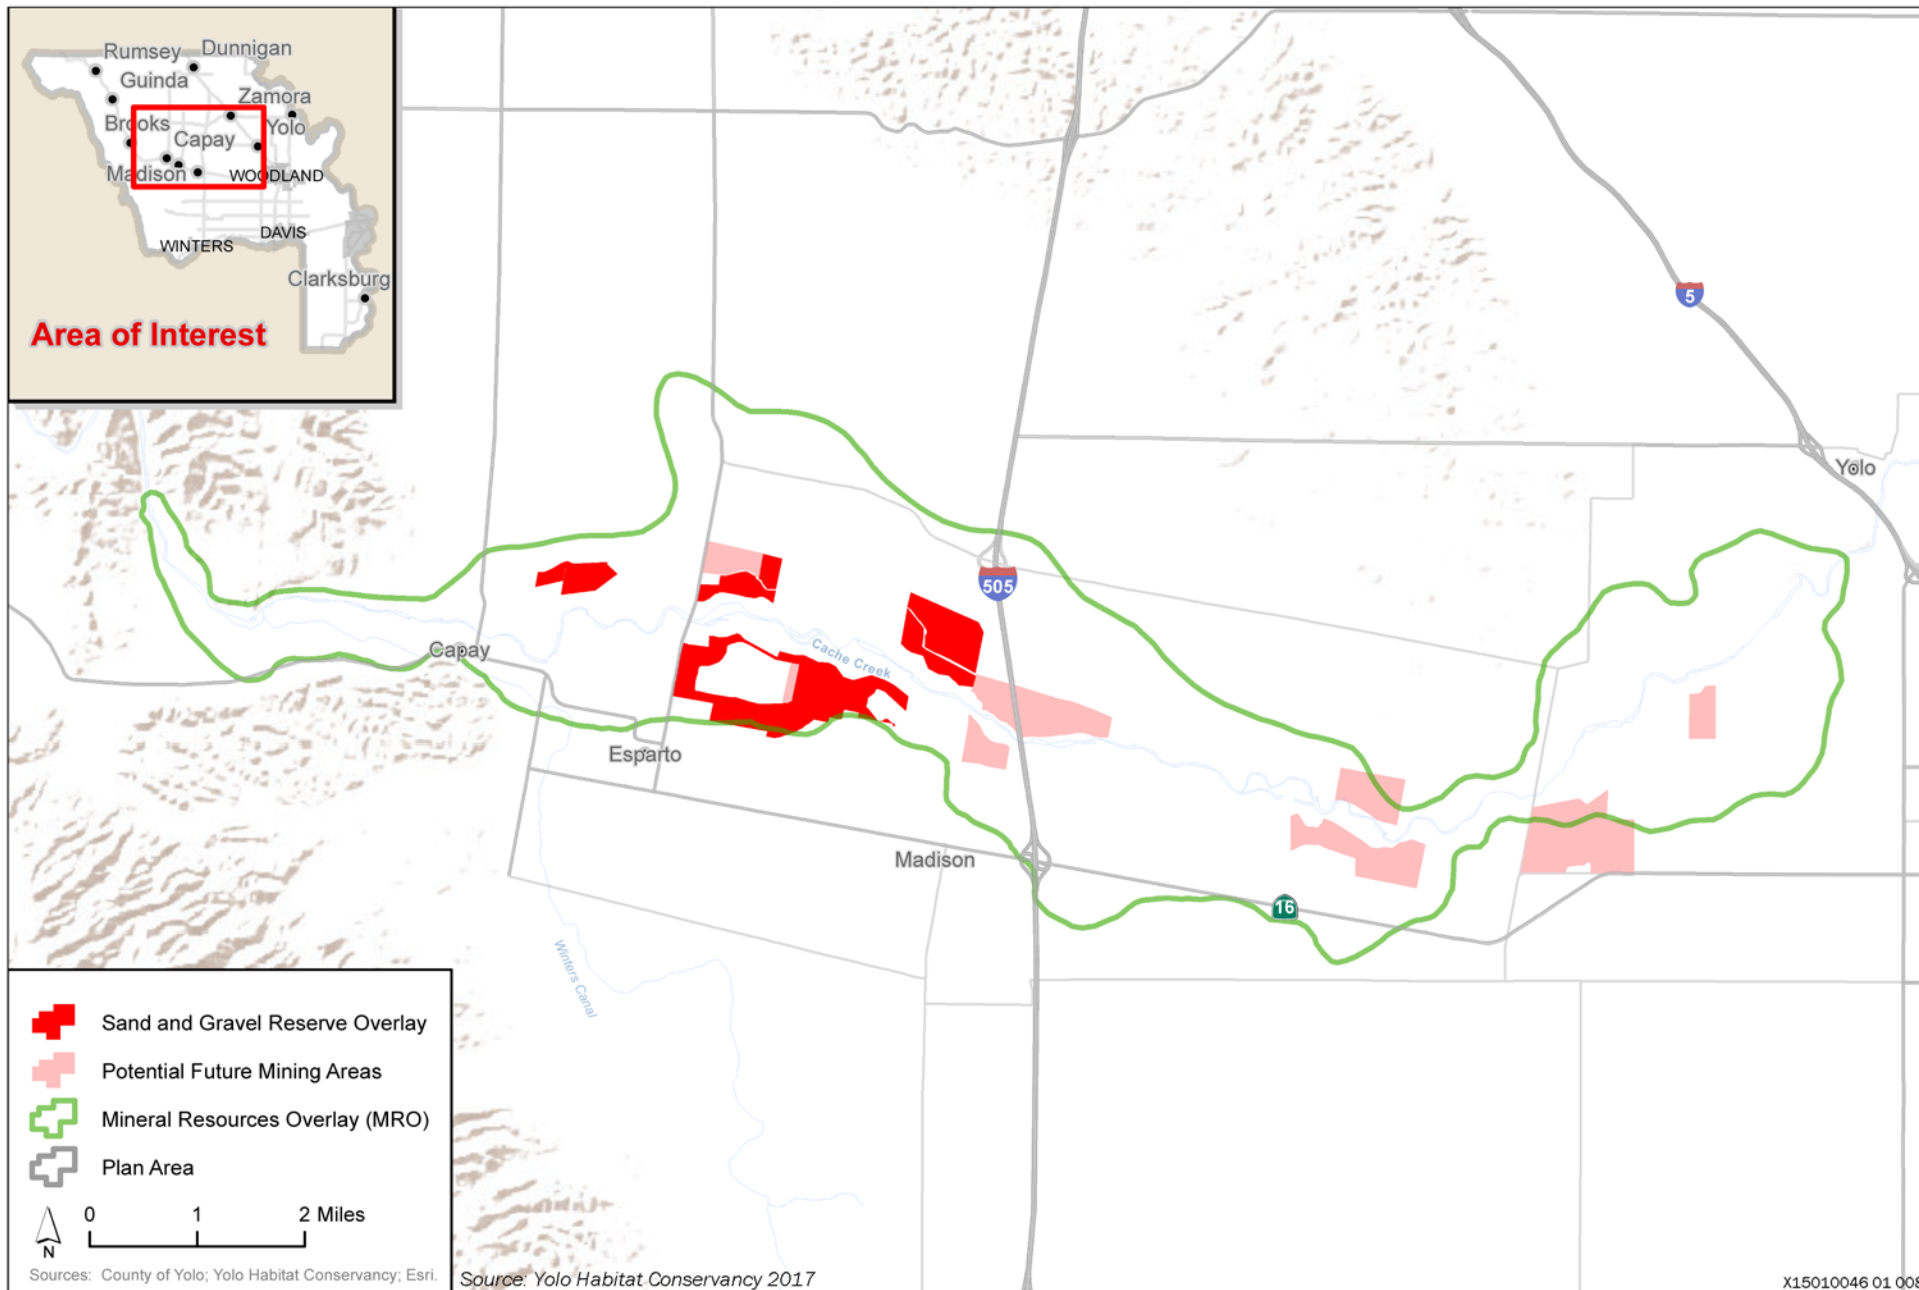 Rumsey
Dunnigan
Guinda
Zamora
Brooks
Capay
Yolo
Madison
WOODLAND
DAVIS
WINTERS
Clarksburg
Area of Interest
5
Yolo
505
Capay
Cache Creek
Esparto
Madison
16
Winters Canal
Sand and Gravel Reserve Overlay
Potential Future Mining Areas
Mineral Resources Overlay (MRO)
Plan Area
0 1 2 Miles
N
Sources: County of Yolo; Yolo Habitat Conservancy; Esri.
Source: Yolo Habitat Conservancy 2017
X15010046 01 008